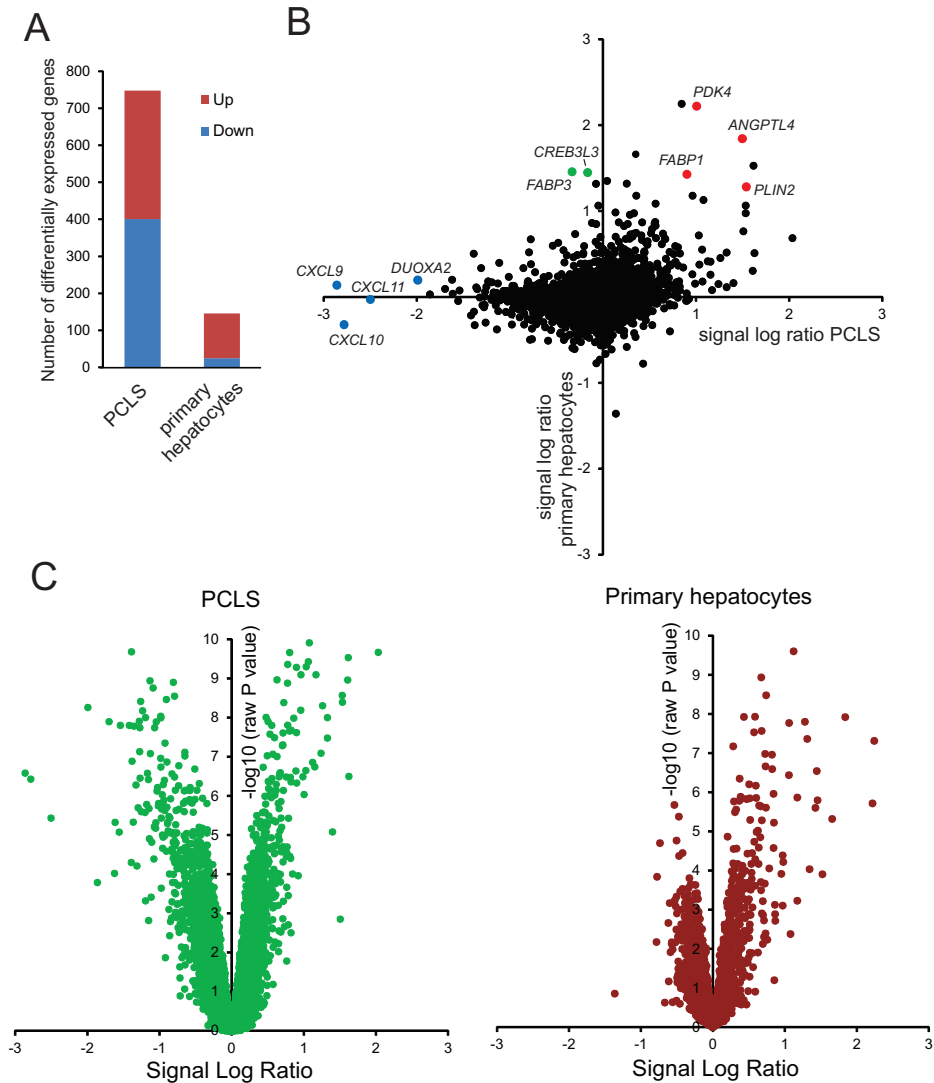 A
Number of differentially expressed genes
800
700
600
500
400
300
200
100
0
Up
Down
PCLS
primary
hepatocytes
B
3
2
1
-1
-2
-3
-3
-2
1
2
3
PDK4
ANGPTL4
CREB3L3
FABP1
FABP3
PLIN2
CXCL9
DUOXA2
CXCL11
CXCL10
signal log ratio PCLS
signal log ratio
primary hepatocytes
C
PCLS
-log10 (raw P value)
10
9
8
7
6
5
4
3
2
1
0
-3
-2
-1
0
1
2
3
Signal Log Ratio
Primary hepatocytes
-log10 (raw P value)
10
9
8
7
6
5
4
3
2
1
0
-3
-2
-1
0
1
2
3
Signal Log Ratio